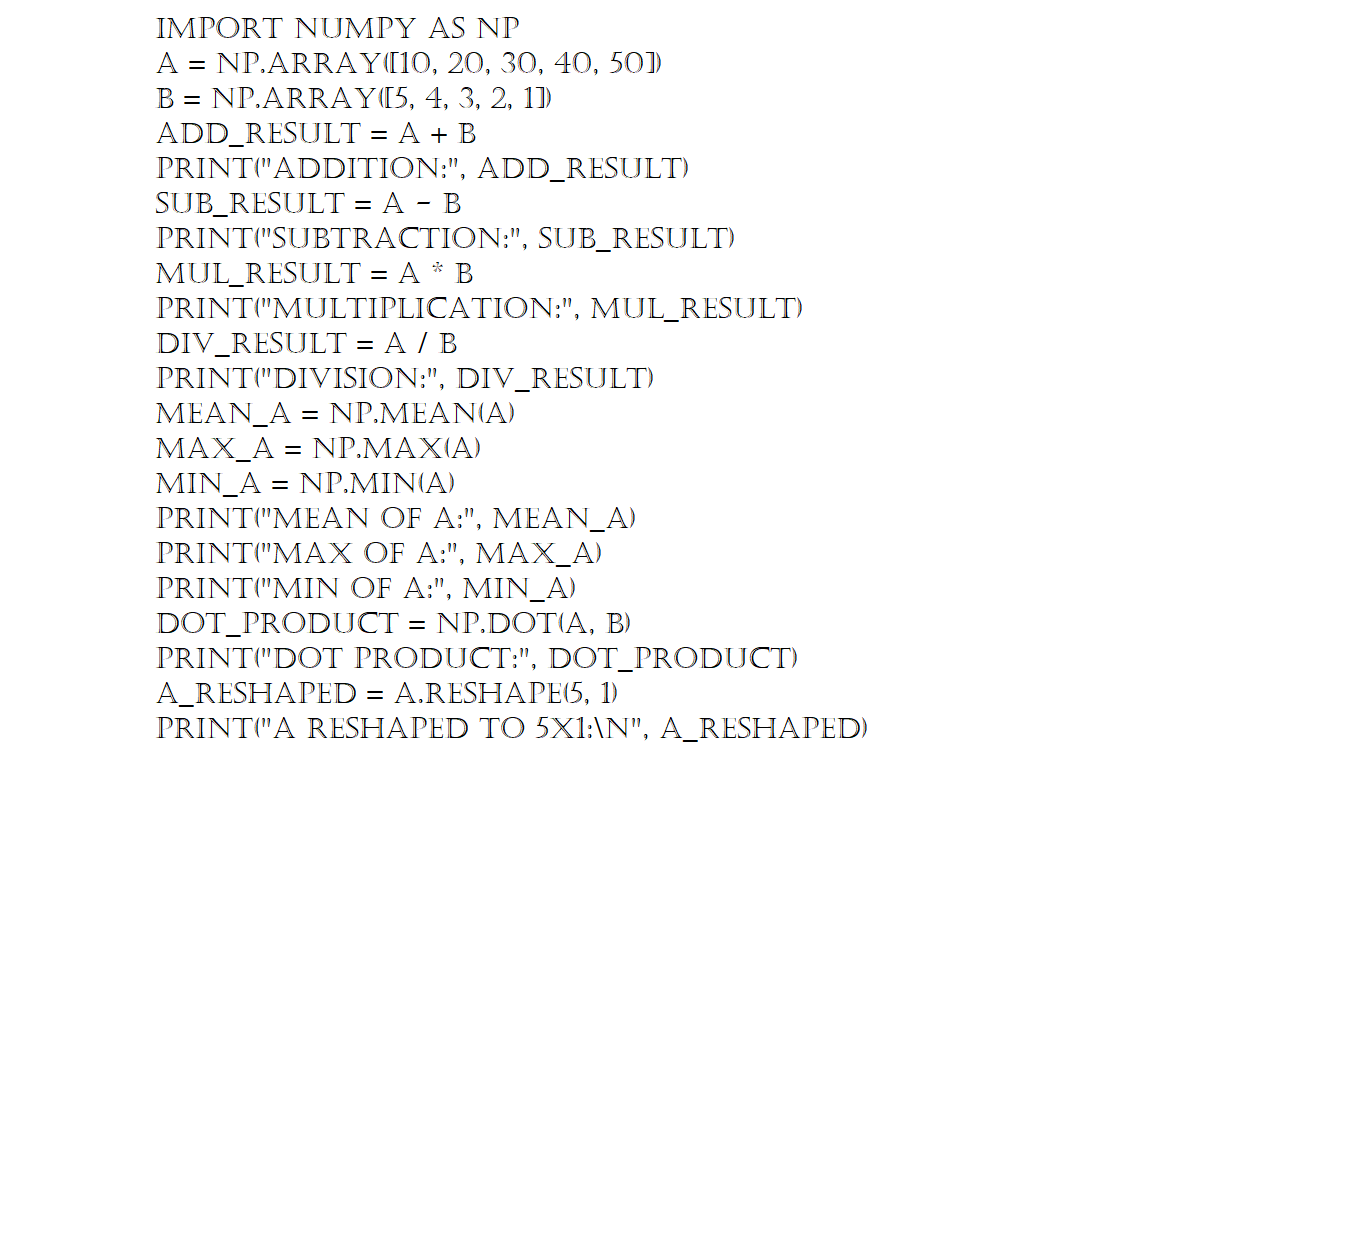 IMPORT NUMPY AS NP
A = NP.ARRAY([10, 20, 30, 40, 50])
B = NP.ARRAY([5, 4, 3, 2, 1])
ADD_RESULT = A + B
PRINT("ADDITION:", ADD_RESULT)
SUB_RESULT = A - B
PRINT("SUBTRACTION:", SUB_RESULT)
MUL_RESULT = A * B
PRINT("MULTIPLICATION:", MUL_RESULT)
DIV_RESULT = A / B
PRINT("DIVISION:", DIV_RESULT)
MEAN_A = NP.MEAN(A)
MAX_A = NP.MAX(A)
MIN_A = NP.MIN(A)
PRINT("MEAN OF A:", MEAN_A)
PRINT("MAX OF A:", MAX_A)
PRINT("MIN OF A:", MIN_A)
DOT_PRODUCT = NP.DOT(A, B)
PRINT("DOT PRODUCT:", DOT_PRODUCT)
A_RESHAPED = A.RESHAPE(5, 1)
PRINT("A RESHAPED TO 5X1:\N", A_RESHAPED)